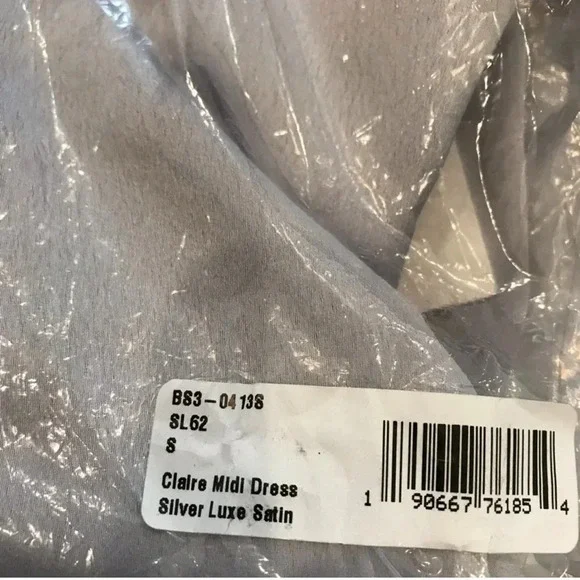 BS3-0413S
SL62
S
Claire Midi Dress
Silver Luxe Satin
1 90667 76185 4